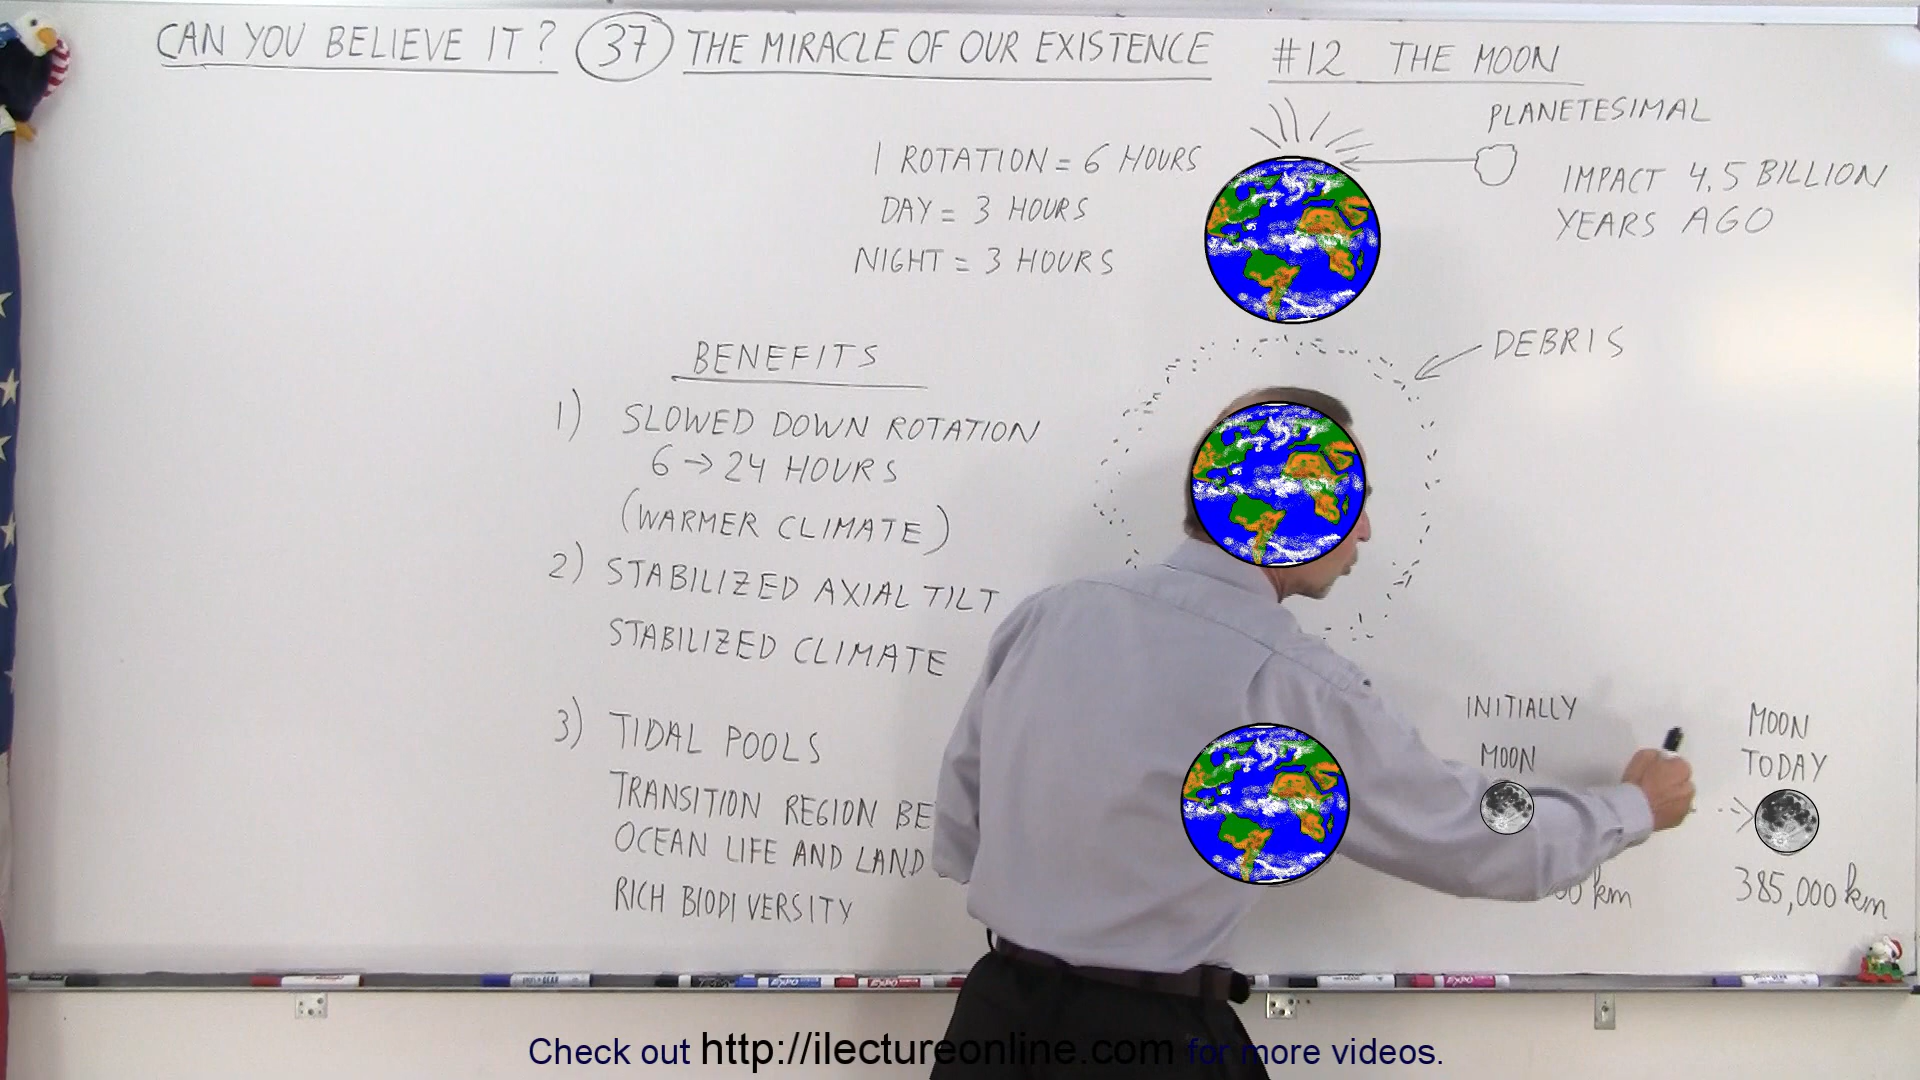 CAN YOU BELIEVE IT? 37 THE MIRACLE OF OUR EXISTENCE #12 THE MOON
PLANETESIMAL
IMPACT 4.5 BILLION
YEARS AGO
1 ROTATION = 6 HOURS
DAY = 3 HOURS
NIGHT = 3 HOURS
DEBRIS
BENEFITS
1) SLOWED DOWN ROTATION
6 → 24 HOURS
(WARMER CLIMATE)
2) STABILIZED AXIAL TILT
STABILIZED CLIMATE
3) TIDAL POOLS
TRANSITION REGION BE
OCEAN LIFE AND LAND
RICH BIODIVERSITY
INITIALLY
MOON
km
MOON
TODAY
385,000 km
EXPO
EXPO
EXPO
Check out http://ilectureonline.com for more videos.